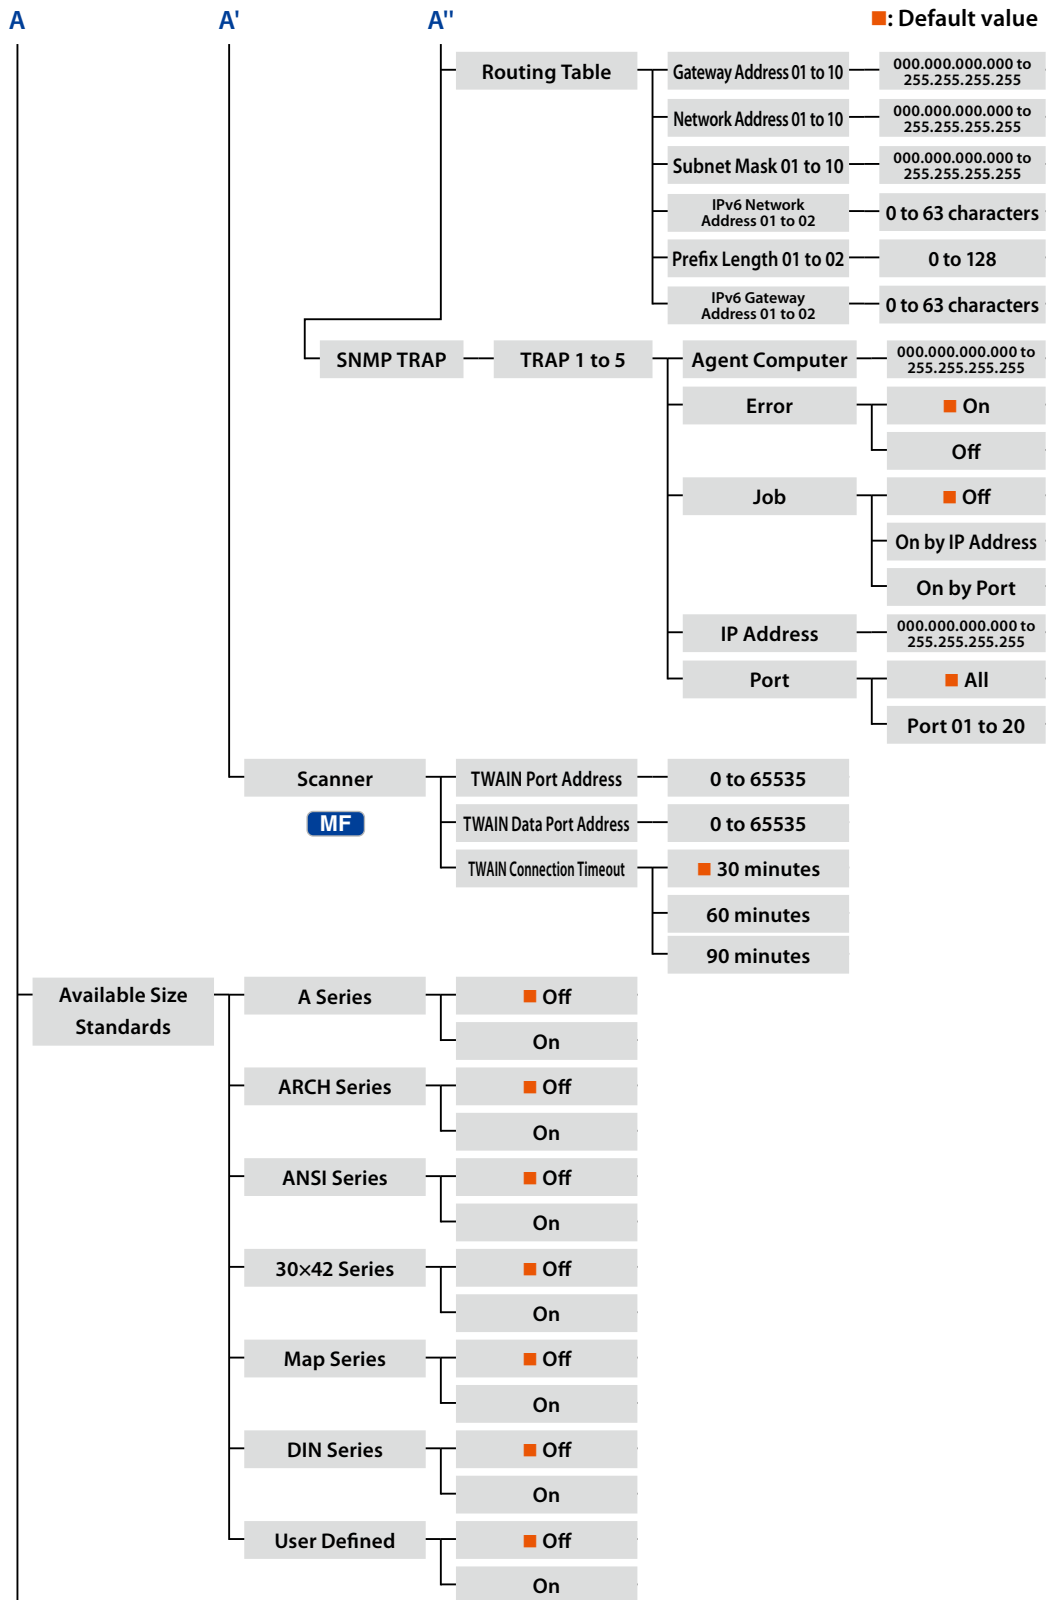 A A' A" ■: Default value
Routing Table
Gateway Address 01 to 10
000.000.000.000 to
255.255.255.255
Network Address 01 to 10
000.000.000.000 to
255.255.255.255
Subnet Mask 01 to 10
000.000.000.000 to
255.255.255.255
IPv6 Network
Address 01 to 02
0 to 63 characters
Prefix Length 01 to 02
0 to 128
IPv6 Gateway
Address 01 to 02
0 to 63 characters
SNMP TRAP
TRAP 1 to 5
Agent Computer
000.000.000.000 to
255.255.255.255
Error
■ On
Off
Job
■ Off
On by IP Address
On by Port
IP Address
000.000.000.000 to
255.255.255.255
Port
■ All
Port 01 to 20
Scanner
MF
TWAIN Port Address
0 to 65535
TWAIN Data Port Address
0 to 65535
TWAIN Connection Timeout
■ 30 minutes
60 minutes
90 minutes
Available Size
Standards
A Series
■ Off
On
ARCH Series
■ Off
On
ANSI Series
■ Off
On
30×42 Series
■ Off
On
Map Series
■ Off
On
DIN Series
■ Off
On
User Defined
■ Off
On